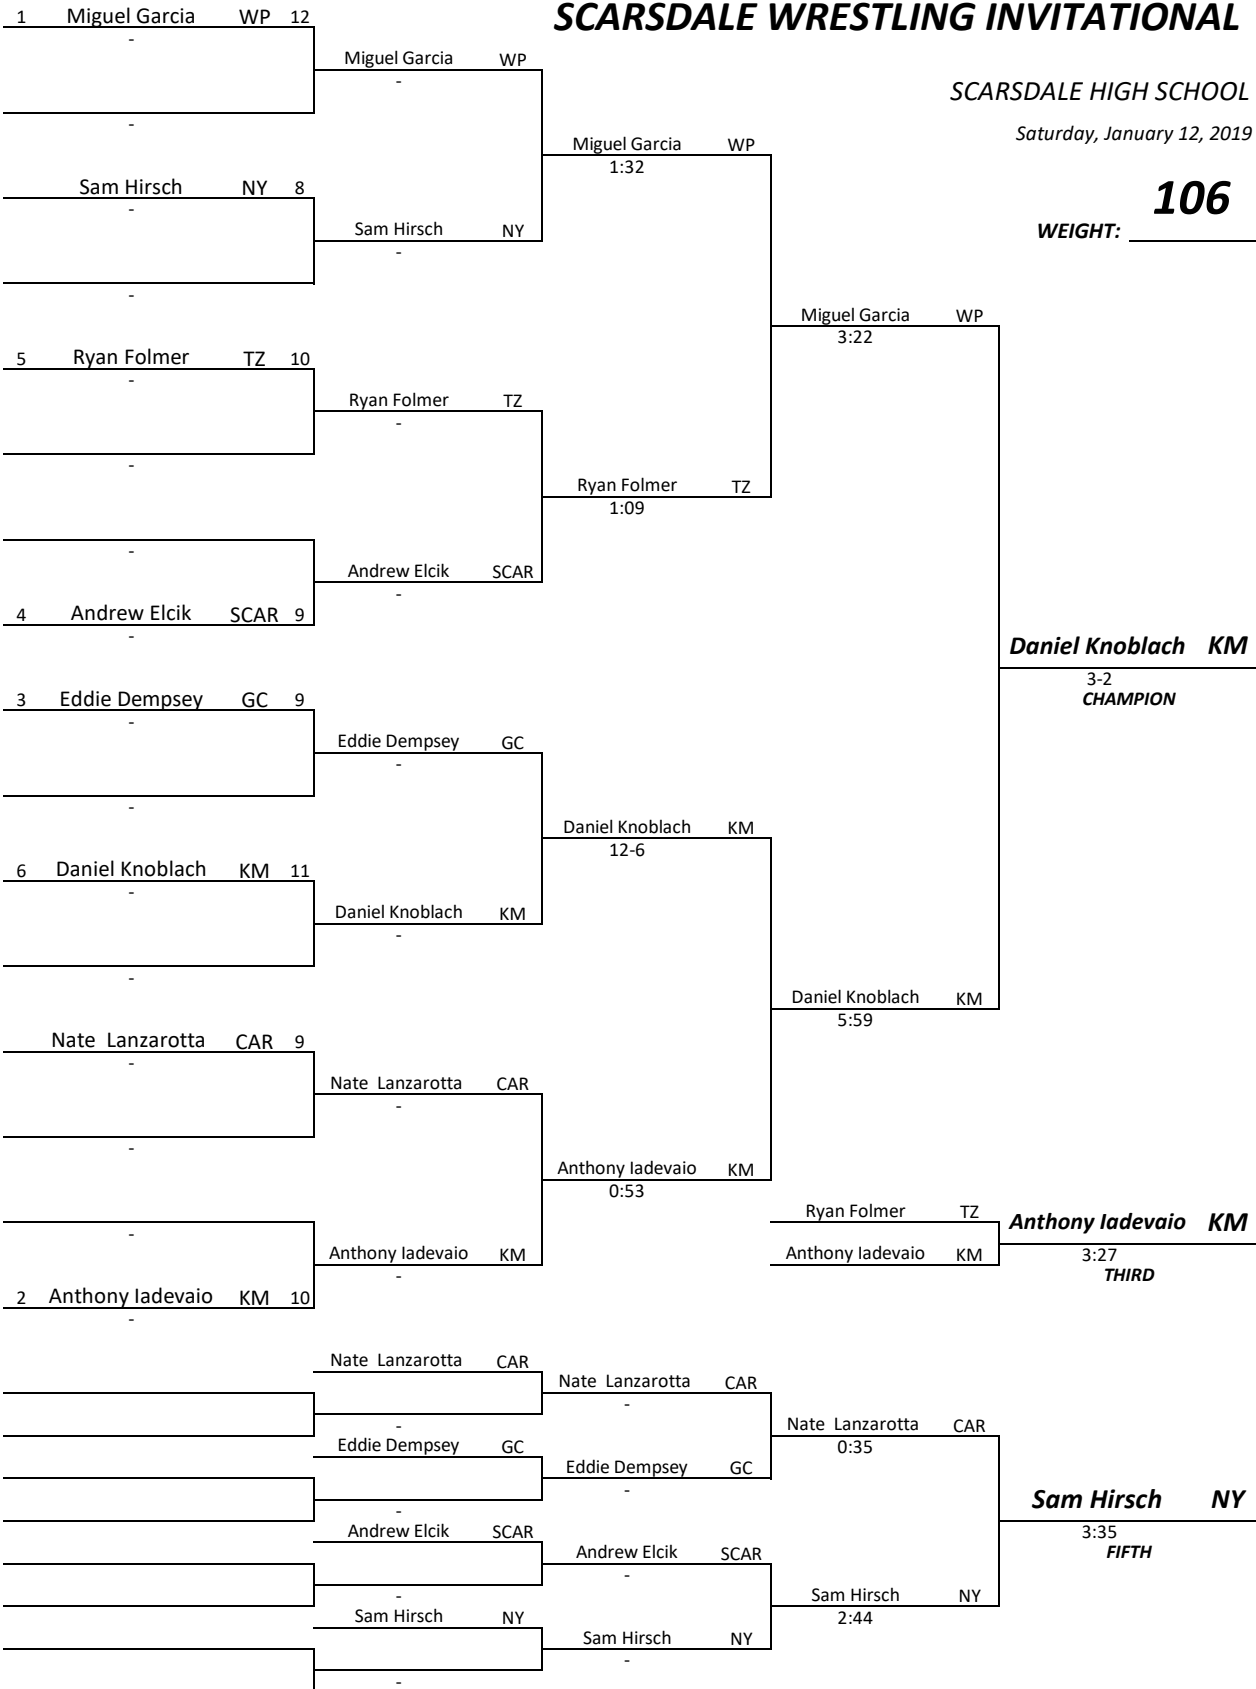 SCARSDALE WRESTLING INVITATIONAL
SCARSDALE HIGH SCHOOL
Saturday, January 12, 2019
106
WEIGHT:
1 Miguel Garcia WP 12
-
-
Sam Hirsch NY 8
-
-
5 Ryan Folmer TZ 10
-
-
-
4 Andrew Elcik SCAR 9
-
3 Eddie Dempsey GC 9
-
-
6 Daniel Knoblach KM 11
-
-
Nate Lanzarotta CAR 9
-
-
-
2 Anthony Iadevaio KM 10
-
Miguel Garcia WP
-
Sam Hirsch NY
-
Ryan Folmer TZ
-
Andrew Elcik SCAR
-
Eddie Dempsey GC
-
Daniel Knoblach KM
-
Nate Lanzarotta CAR
-
Anthony Iadevaio KM
-
Miguel Garcia WP
1:32
Ryan Folmer TZ
1:09
Daniel Knoblach KM
12-6
Anthony Iadevaio KM
0:53
Miguel Garcia WP
3:22
Daniel Knoblach KM
5:59
Daniel Knoblach KM
3-2
CHAMPION
Ryan Folmer TZ
Anthony Iadevaio KM
Anthony Iadevaio KM
3:27
THIRD
Nate Lanzarotta CAR
-
Eddie Dempsey GC
-
Andrew Elcik SCAR
-
Sam Hirsch NY
-
Nate Lanzarotta CAR
-
Eddie Dempsey GC
-
Andrew Elcik SCAR
-
Sam Hirsch NY
-
Nate Lanzarotta CAR
0:35
Sam Hirsch NY
2:44
Sam Hirsch NY
3:35
FIFTH